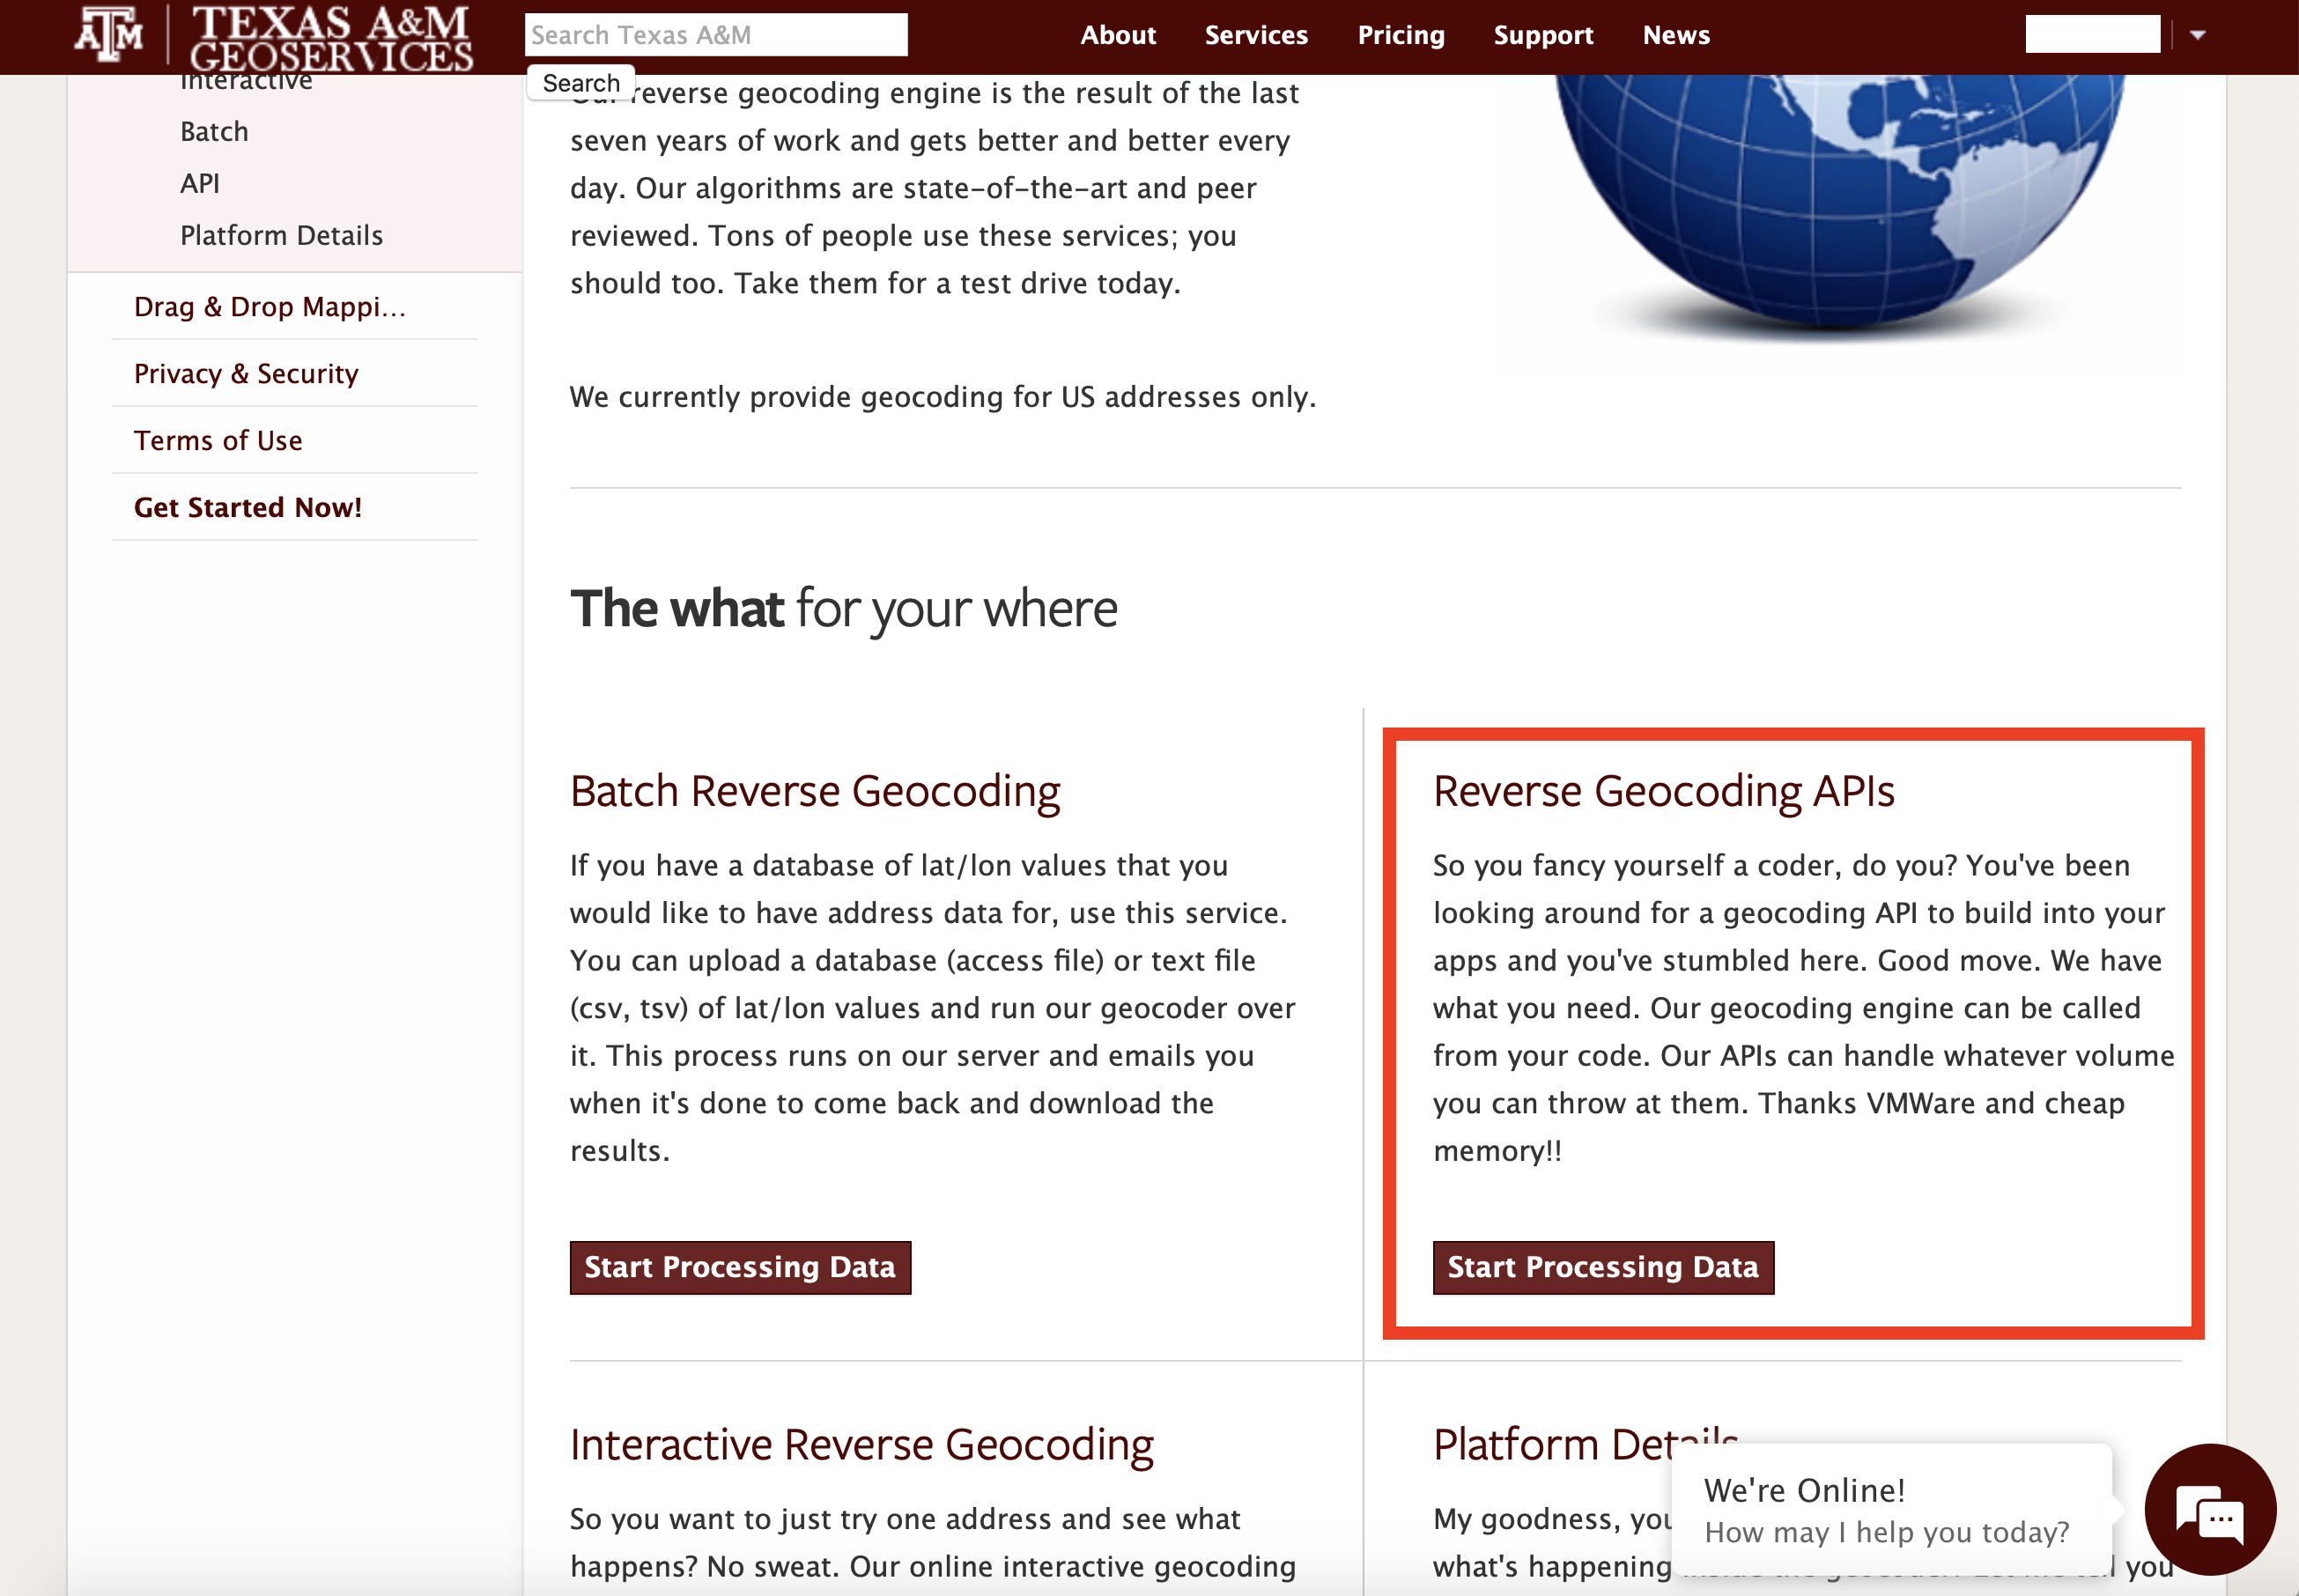 TEXAS A&M
GEOSERVICES
Search Texas A&M
Search
About
Services
Pricing
Support
News
Interactive
Batch
API
Platform Details
Drag & Drop Mappi...
Privacy & Security
Terms of Use
Get Started Now!
Our reverse geocoding engine is the result of the last
seven years of work and gets better and better every
day. Our algorithms are state-of-the-art and peer
reviewed. Tons of people use these services; you
should too. Take them for a test drive today.
We currently provide geocoding for US addresses only.
The what for your where
Batch Reverse Geocoding
If you have a database of lat/lon values that you
would like to have address data for, use this service.
You can upload a database (access file) or text file
(csv, tsv) of lat/lon values and run our geocoder over
it. This process runs on our server and emails you
when it's done to come back and download the
results.
Start Processing Data
Reverse Geocoding APIs
So you fancy yourself a coder, do you? You've been
looking around for a geocoding API to build into your
apps and you've stumbled here. Good move. We have
what you need. Our geocoding engine can be called
from your code. Our APIs can handle whatever volume
you can throw at them. Thanks VMWare and cheap
memory!!
Start Processing Data
Interactive Reverse Geocoding
So you want to just try one address and see what
happens? No sweat. Our online interactive geocoding
Platform Details
My goodness, you
what's happening you
We're Online!
How may I help you today?